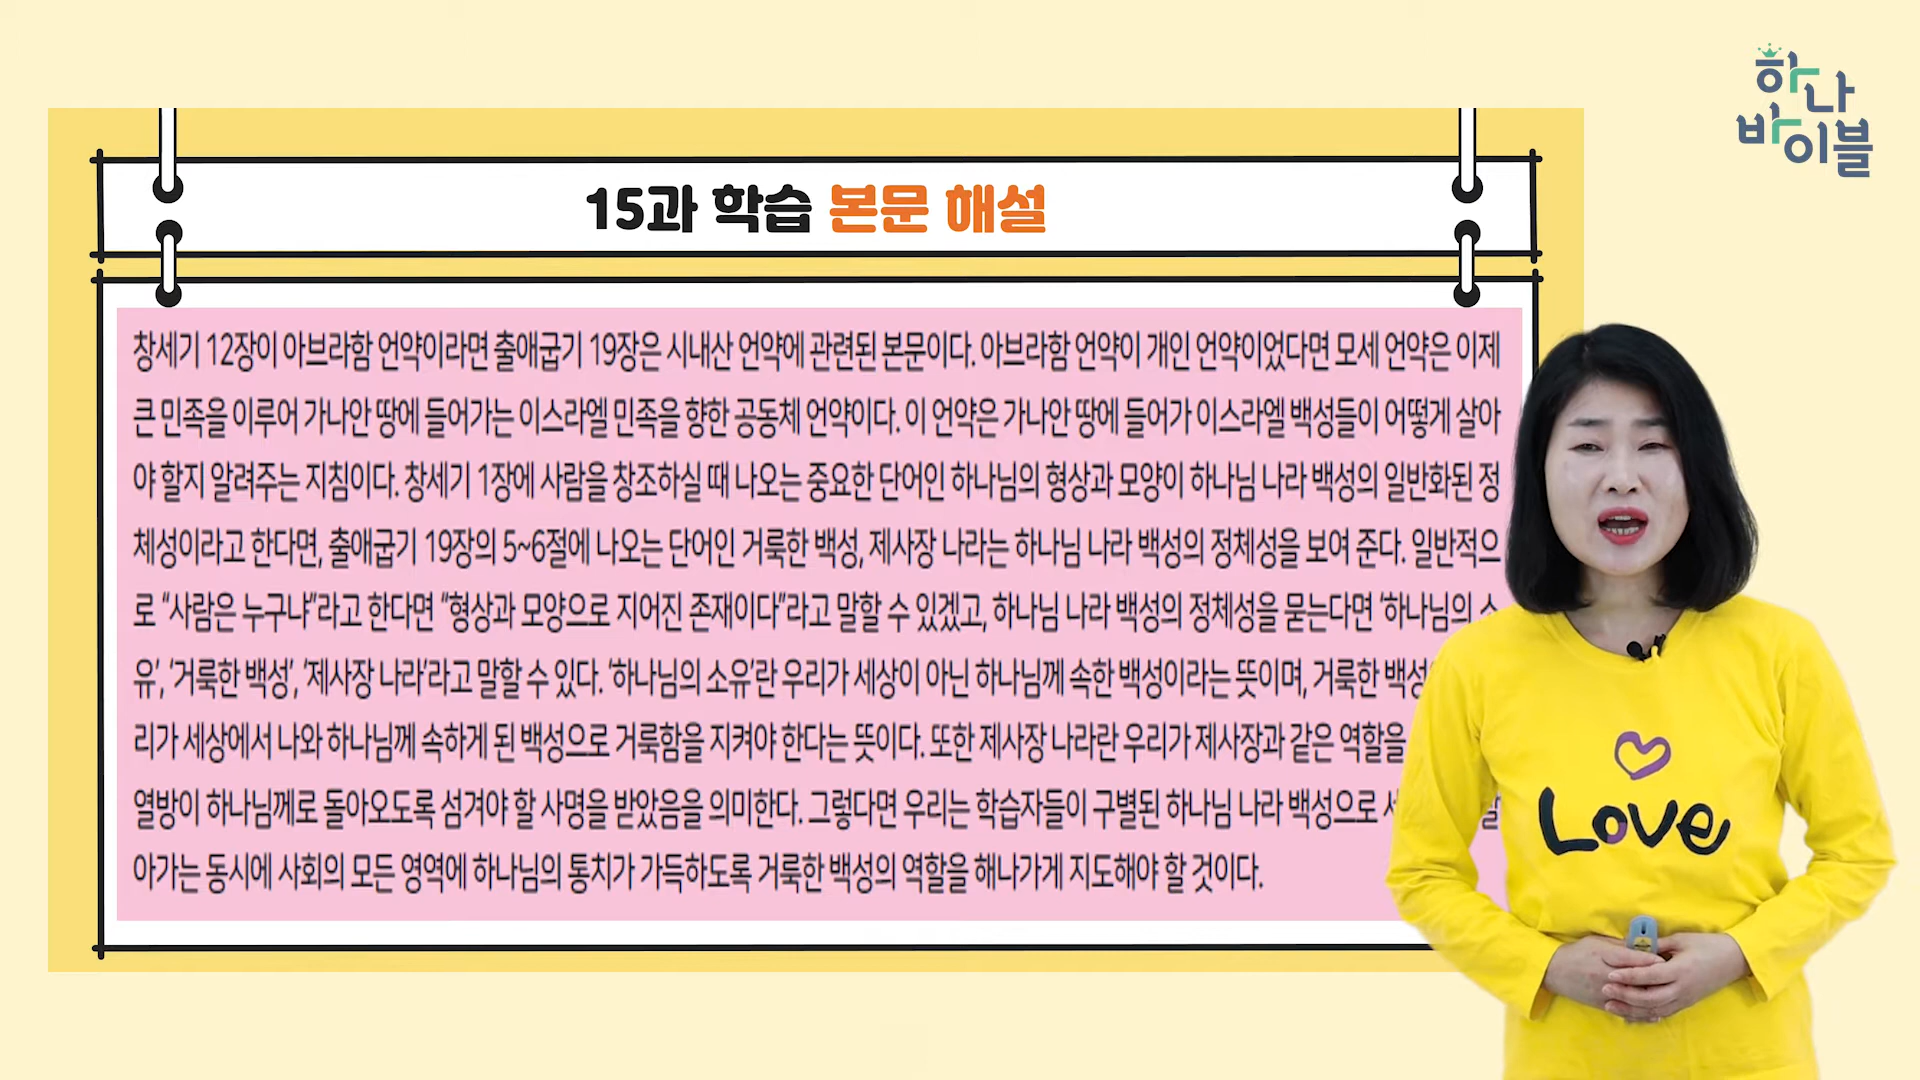 하나
바이블
15과 학습 본문 해설
창세기 12장이 아브라함 언약이라면 출애굽기 19장은 시내산 언약에 관련된 본문이다. 아브라함 언약이 개인 언약이었다면 모세 언약은 이제
큰 민족을 이루어 가나안 땅에 들어가는 이스라엘 민족을 향한 공동체 언약이다. 이 언약은 가나안 땅에 들어가 이스라엘 백성들이 어떻게 살아
야 할지 알려주는 지침이다. 창세기 1장에 사람을 창조하실 때 나오는 중요한 단어인 하나님의 형상과 모양이 하나님 나라 백성의 일반화된 정
체성이라고 한다면, 출애굽기 19장의 5~6절에 나오는 단어인 거룩한 백성, 제사장 나라는 하나님 나라 백성의 정체성을 보여 준다. 일반적으
로 “사람은 누구냐”라고 한다면 “형상과 모양으로 지어진 존재이다”라고 말할 수 있겠고, 하나님 나라 백성의 정체성을 묻는다면 ‘하나님의 소
유’, ‘거룩한 백성’, ‘제사장 나라’라고 말할 수 있다. ‘하나님의 소유’란 우리가 세상이 아닌 하나님께 속한 백성이라는 뜻이며, 거룩한
리가 세상에서 나와 하나님께 속하게 된 백성으로 거룩함을 지켜야 한다는 뜻이다. 또한 제사장 나라란 우리가 제사장과 같은 역할을
열방이 하나님께로 돌아오도록 섬겨야 할 사명을 받았음을 의미한다. 그렇다면 우리는 학습자들이 구별된 하나님 나라 백성으로
아가는 동시에 사회의 모든 영역에 하나님의 통치가 가득하도록 거룩한 백성의 역할을 해나가게 지도해야 할 것이다.
Love